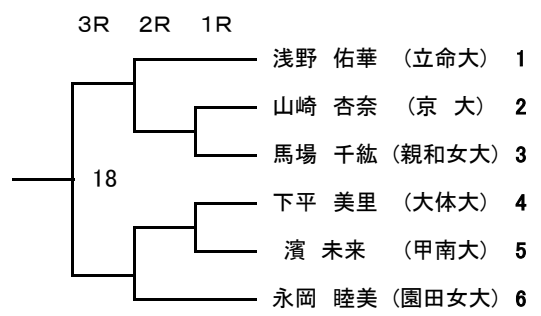 3R 2R 1R
浅野 佑華 (立命大) 1
山崎 杏奈 (京 大) 2
馬場 千紘 (親和女大) 3
18
下平 美里 (大体大) 4
濱 未来 (甲南大) 5
永岡 睦美 (園田女大) 6